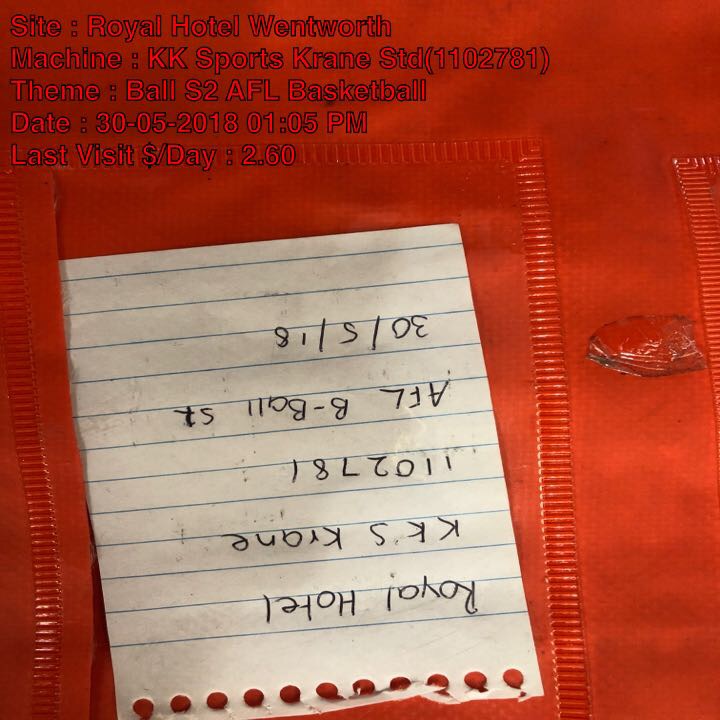 Site : Royal Hotel Wentworth
Machine : KK Sports Krane Std(1102781)
Theme : Ball S2 AFL Basketball
Date : 30-05-2018 01:05 PM
Last Visit $/Day : 2.60
Royal Hotel
KK's Krane
1102781
AFL B-Ball
30/5/18